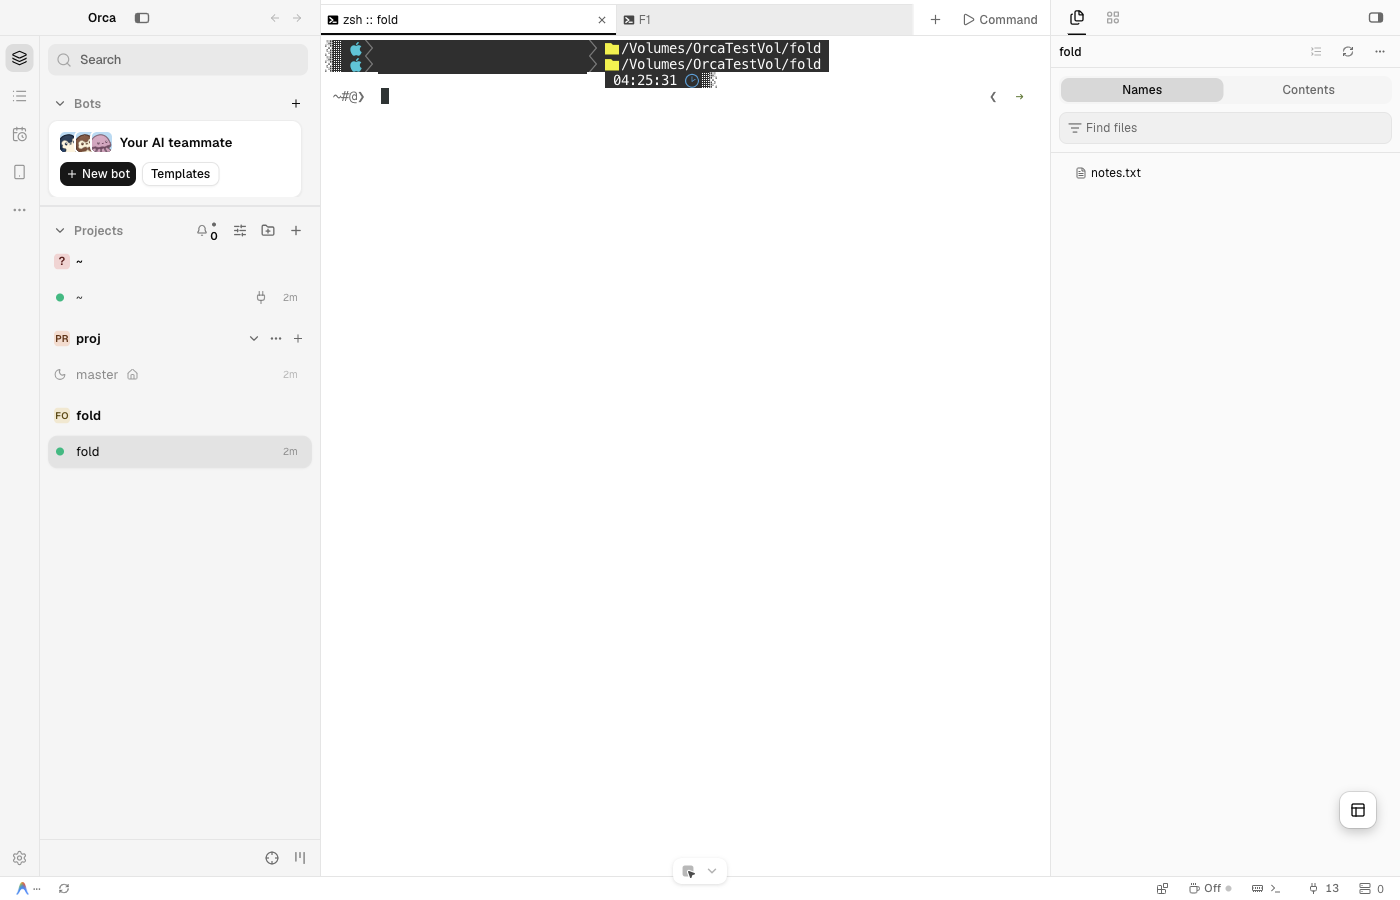 Orca
zsh :: fold
F1
Command
Search
Bots
Your AI teammate
New bot
Templates
Projects
0
? ~
~ 2m
PR proj
master 2m
FO fold
fold 2m
/Volumes/OrcaTestVol/fold
/Volumes/OrcaTestVol/fold
04:25:31
~#@❯
❮ →
fold
Names
Contents
Find files
notes.txt
Off
13
0